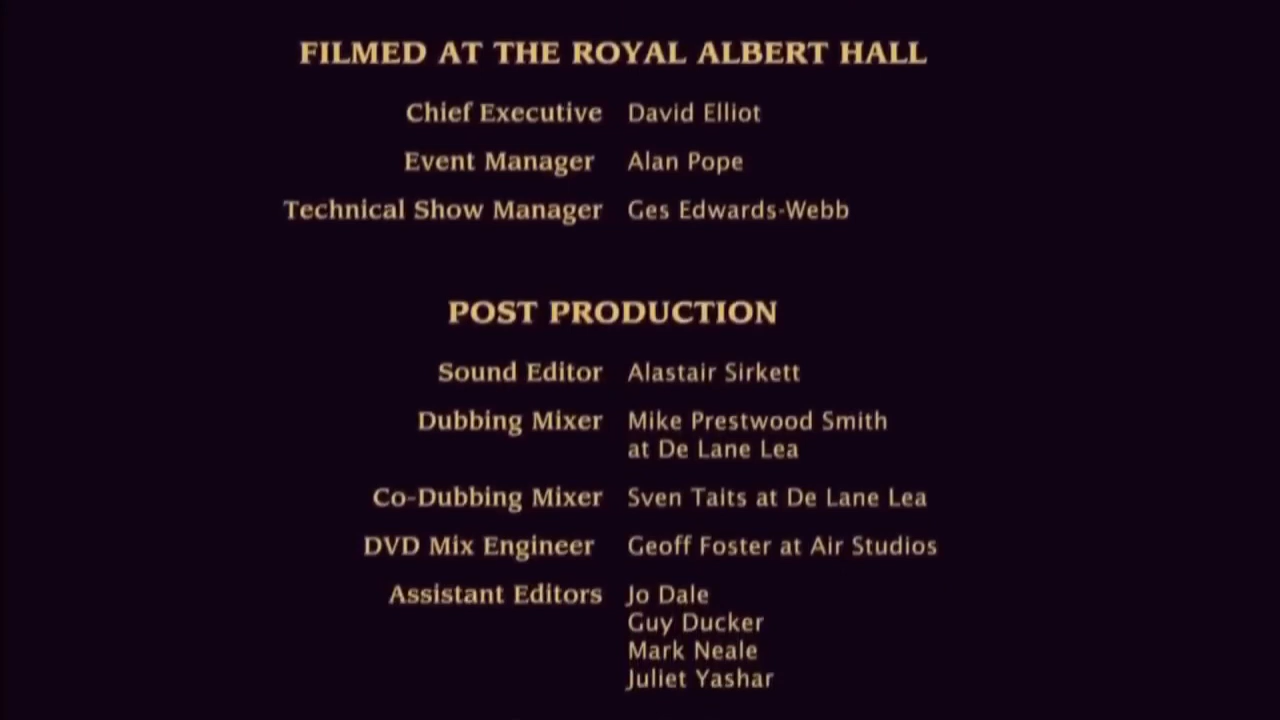 FILMED AT THE ROYAL ALBERT HALL
Chief Executive David Elliot
Event Manager Alan Pope
Technical Show Manager Ges Edwards-Webb
POST PRODUCTION
Sound Editor Alastair Sirkett
Dubbing Mixer Mike Prestwood Smith
at De Lane Lea
Co-Dubbing Mixer Sven Taits at De Lane Lea
DVD Mix Engineer Geoff Foster at Air Studios
Assistant Editors Jo Dale
Guy Ducker
Mark Neale
Juliet Yashar